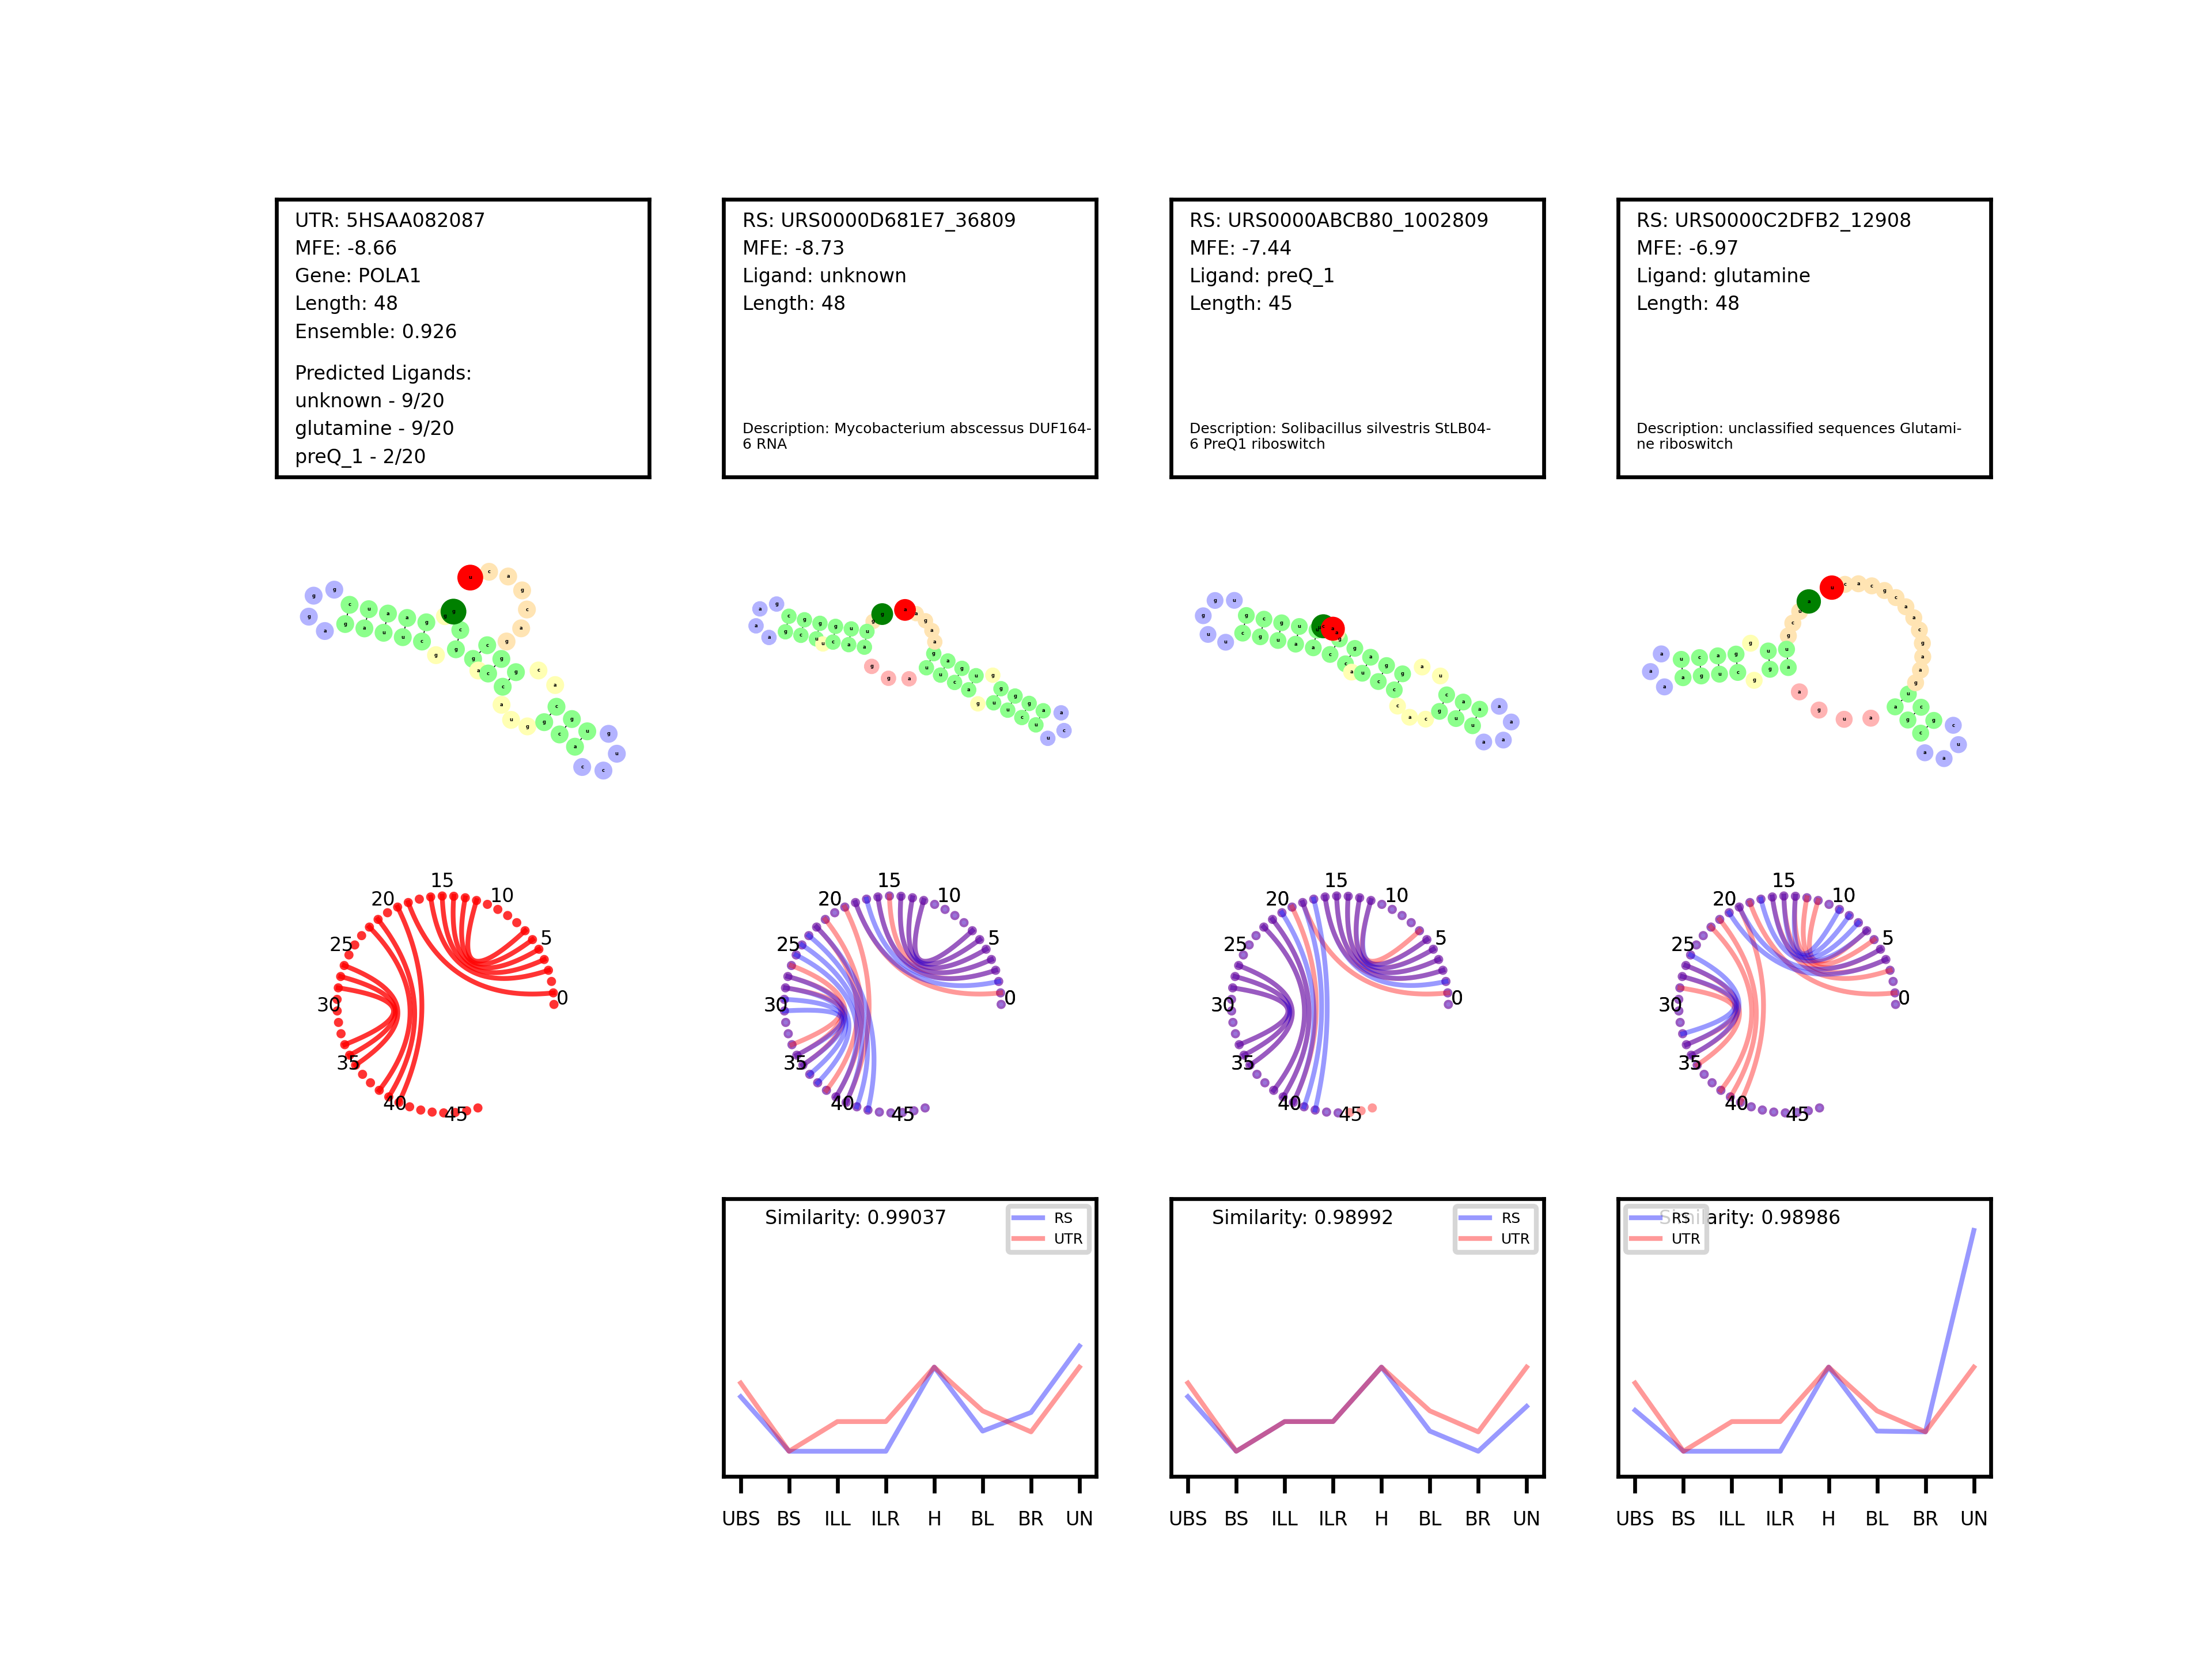 UTR: 5HSAA082087
MFE: -8.66
Gene: POLA1
Length: 48
Ensemble: 0.926
Predicted Ligands:
unknown - 9/20
glutamine - 9/20
preQ_1 - 2/20
RS: URS0000D681E7_36809
MFE: -8.73
Ligand: unknown
Length: 48
Description: Mycobacterium abscessus DUF164-
6 RNA
RS: URS0000ABCB80_1002809
MFE: -7.44
Ligand: preQ_1
Length: 45
Description: Solibacillus silvestris StLB04-
6 PreQ1 riboswitch
RS: URS0000C2DFB2_12908
MFE: -6.97
Ligand: glutamine
Length: 48
Description: unclassified sequences Glutami-
ne riboswitch
0 5 10 15 20 25 30 35 40 45
0 5 10 15 20 25 30 35 40 45
0 5 10 15 20 25 30 35 40 45
0 5 10 15 20 25 30 35 40 45
Similarity: 0.99037
RS
UTR
UBS BS ILL ILR H BL BR UN
Similarity: 0.98992
RS
UTR
UBS BS ILL ILR H BL BR UN
Similarity: 0.98986
RS
UTR
UBS BS ILL ILR H BL BR UN